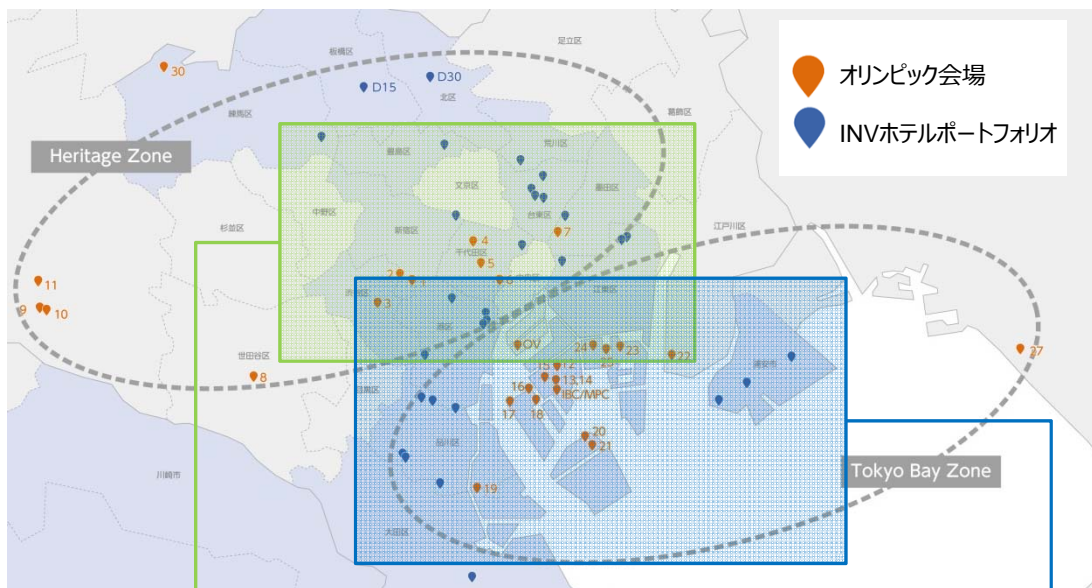 オリンピック会場
INVホテルポートフォリオ
足立区
板橋区
30
D15
D30
北区
練馬区
葛飾区
Heritage Zone
豊島区
荒川区
文京区
墨田区
中野区
台東区
杉並区
新宿区
4
7
江戸川区
千代田区
5
2
1
6
中央区
11
江東区
渋谷区
3
9
10
港区
OV
24
25
23
22
27
世田谷区
8
12
15
13,14
浦安市
目黒区
16
IBC/MPC
17
18
品川区
20
21
川崎市
Tokyo Bay Zone
19
大田区